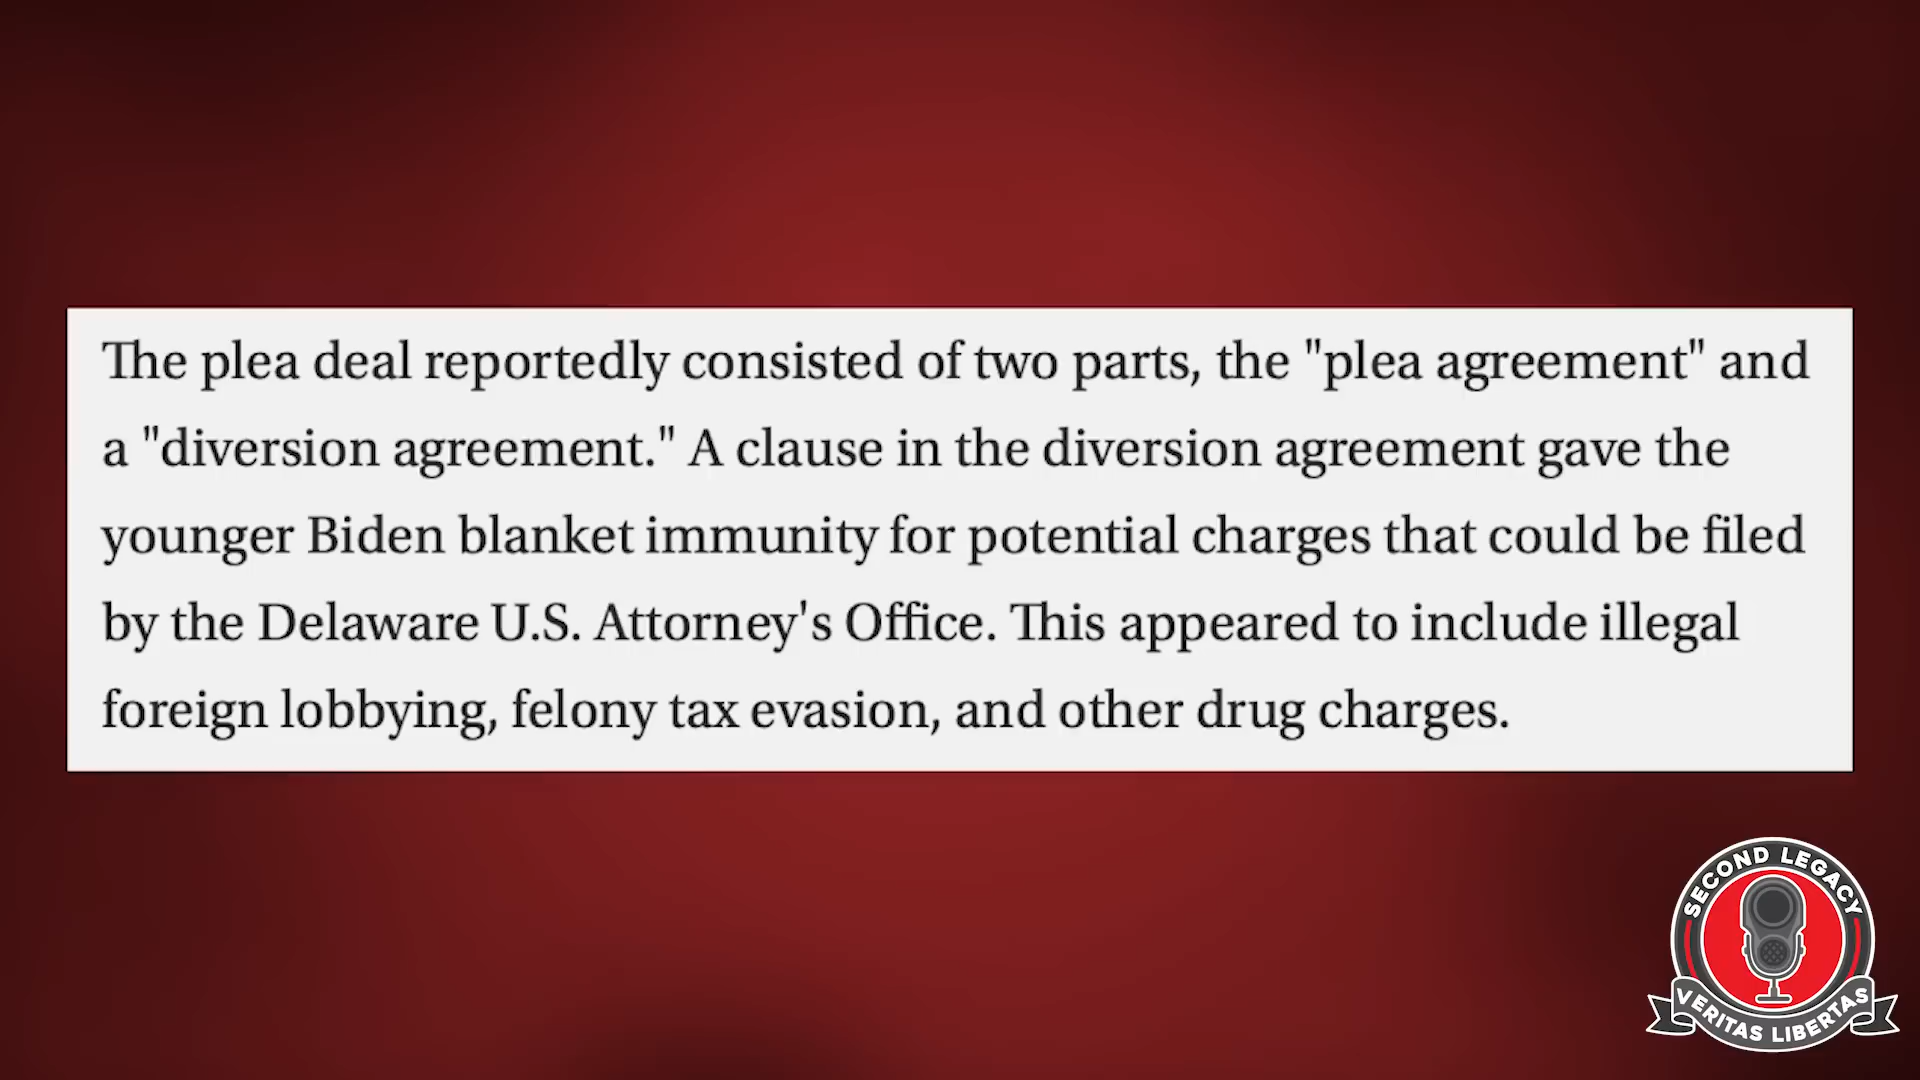 The plea deal reportedly consisted of two parts, the "plea agreement" and
a "diversion agreement." A clause in the diversion agreement gave the
younger Biden blanket immunity for potential charges that could be filed
by the Delaware U.S. Attorney's Office. This appeared to include illegal
foreign lobbying, felony tax evasion, and other drug charges.
SECOND LEGACY
VERITAS LIBERTAS